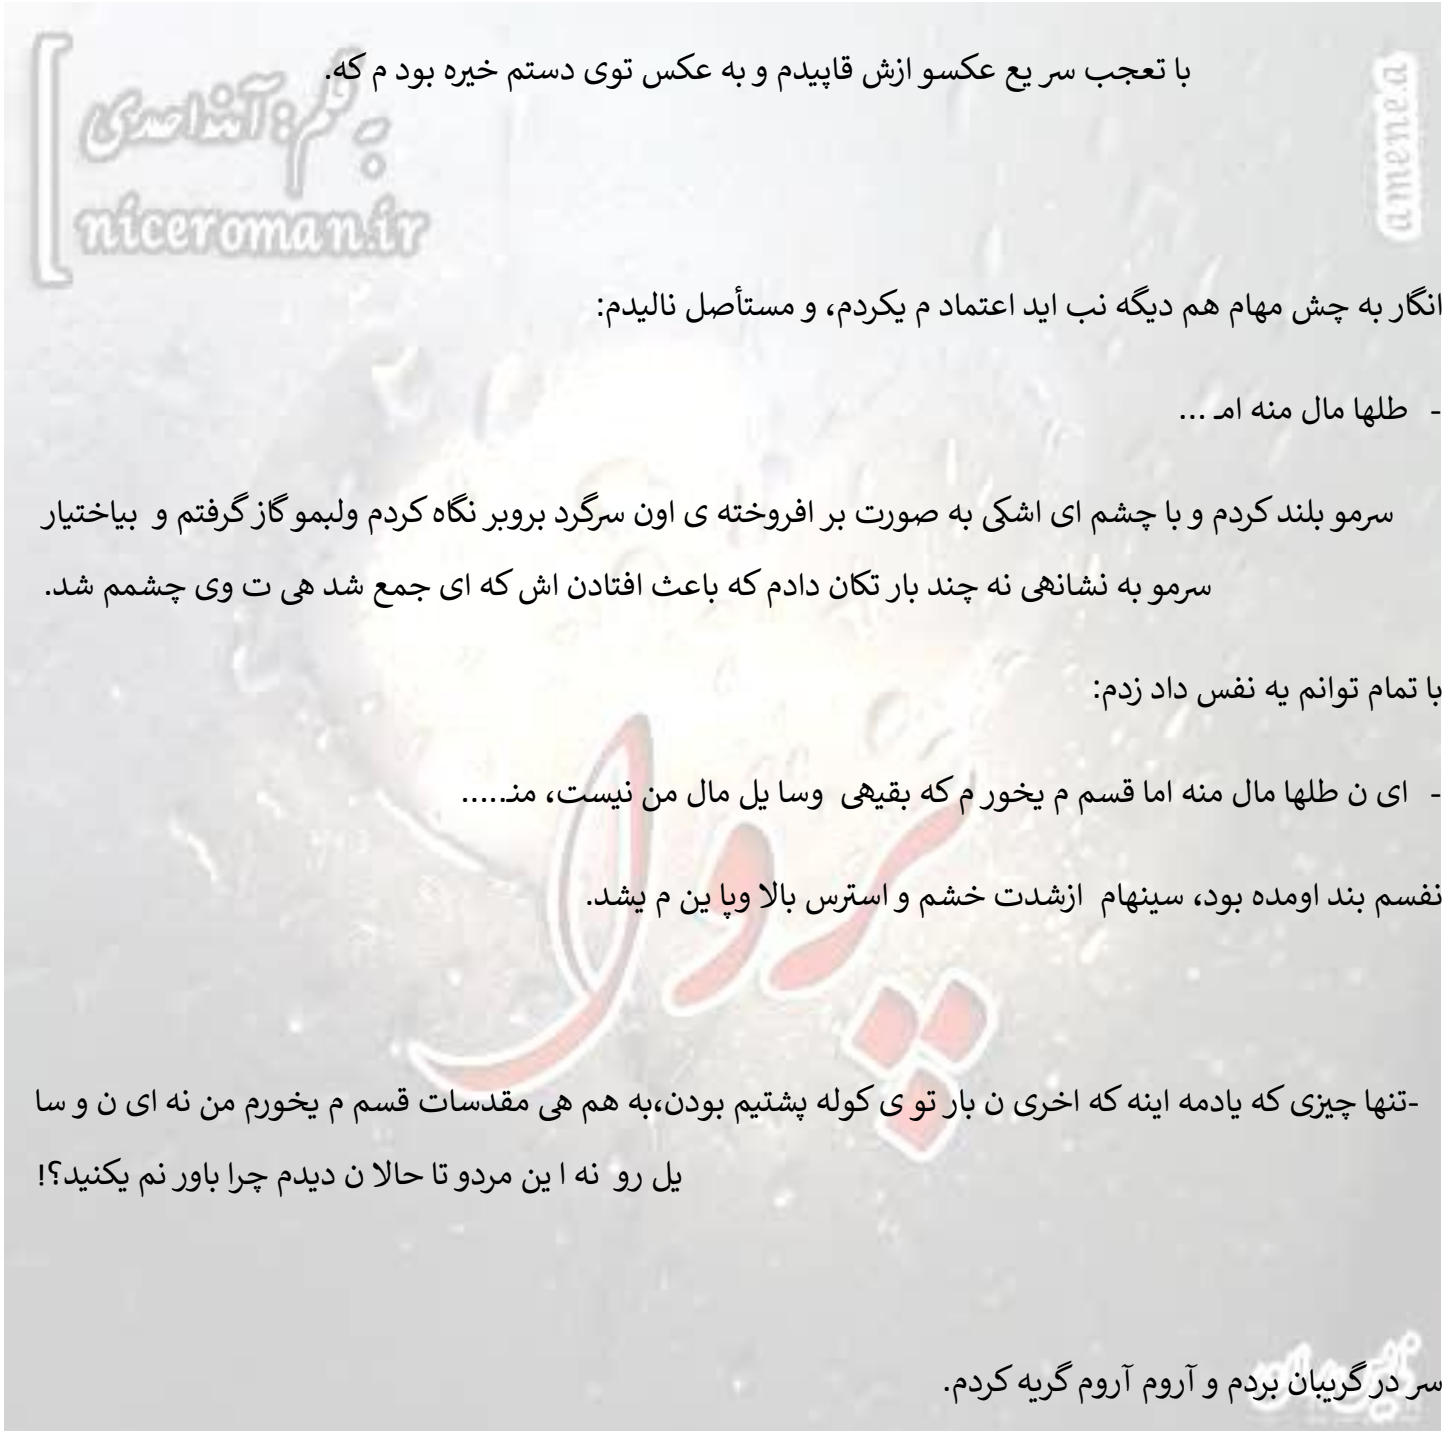 با تعجب سر یع عکسو ازش قاپیدم و به عکس توی دستم خیره بود م که.
به قلم: آمنه احمدی
niceroman.ir
amenea
انگار به چش مهام هم دیگه نب اید اعتماد م یکردم، و مستأصل نالیدم:
- طلها مال منه امـ ...
سرمو بلند کردم و با چشم ای اشکی به صورت بر افروخته ی اون سرگرد بروبر نگاه کردم ولبمو گاز گرفتم و بیاختیار
سرمو به نشانهی نه چند بار تکان دادم که باعث افتادن اش که ای جمع شد هی ت وی چشمم شد.
با تمام توانم یه نفس داد زدم:
- ای ن طلها مال منه اما قسم م یخور م که بقیهی وسا یل مال من نیست، منـ.....
نفسم بند اومده بود، سینهام ازشدت خشم و استرس بالا وپا ین م یشد.
پروا
-تنها چیزی که یادمه اینه که اخری ن بار تو ی کوله پشتیم بودن،به هم هی مقدسات قسم م یخورم من نه ای ن و سا
یل رو نه ا ین مردو تا حالا ن دیدم چرا باور نم یکنید؟!
سر در گریبان بردم و آروم آروم گریه کردم.